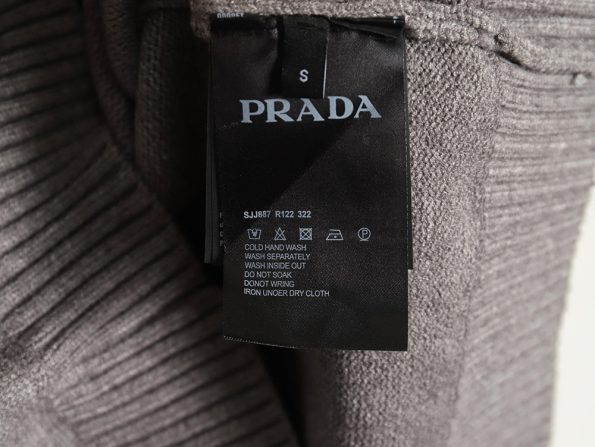 S
PRADA
SJJ887 R122 322
COLD HAND WASH
WASH SEPARATELY
WASH INSIDE OUT
DO NOT SOAK
DONOT WRING
IRON UNDER DRY CLOTH